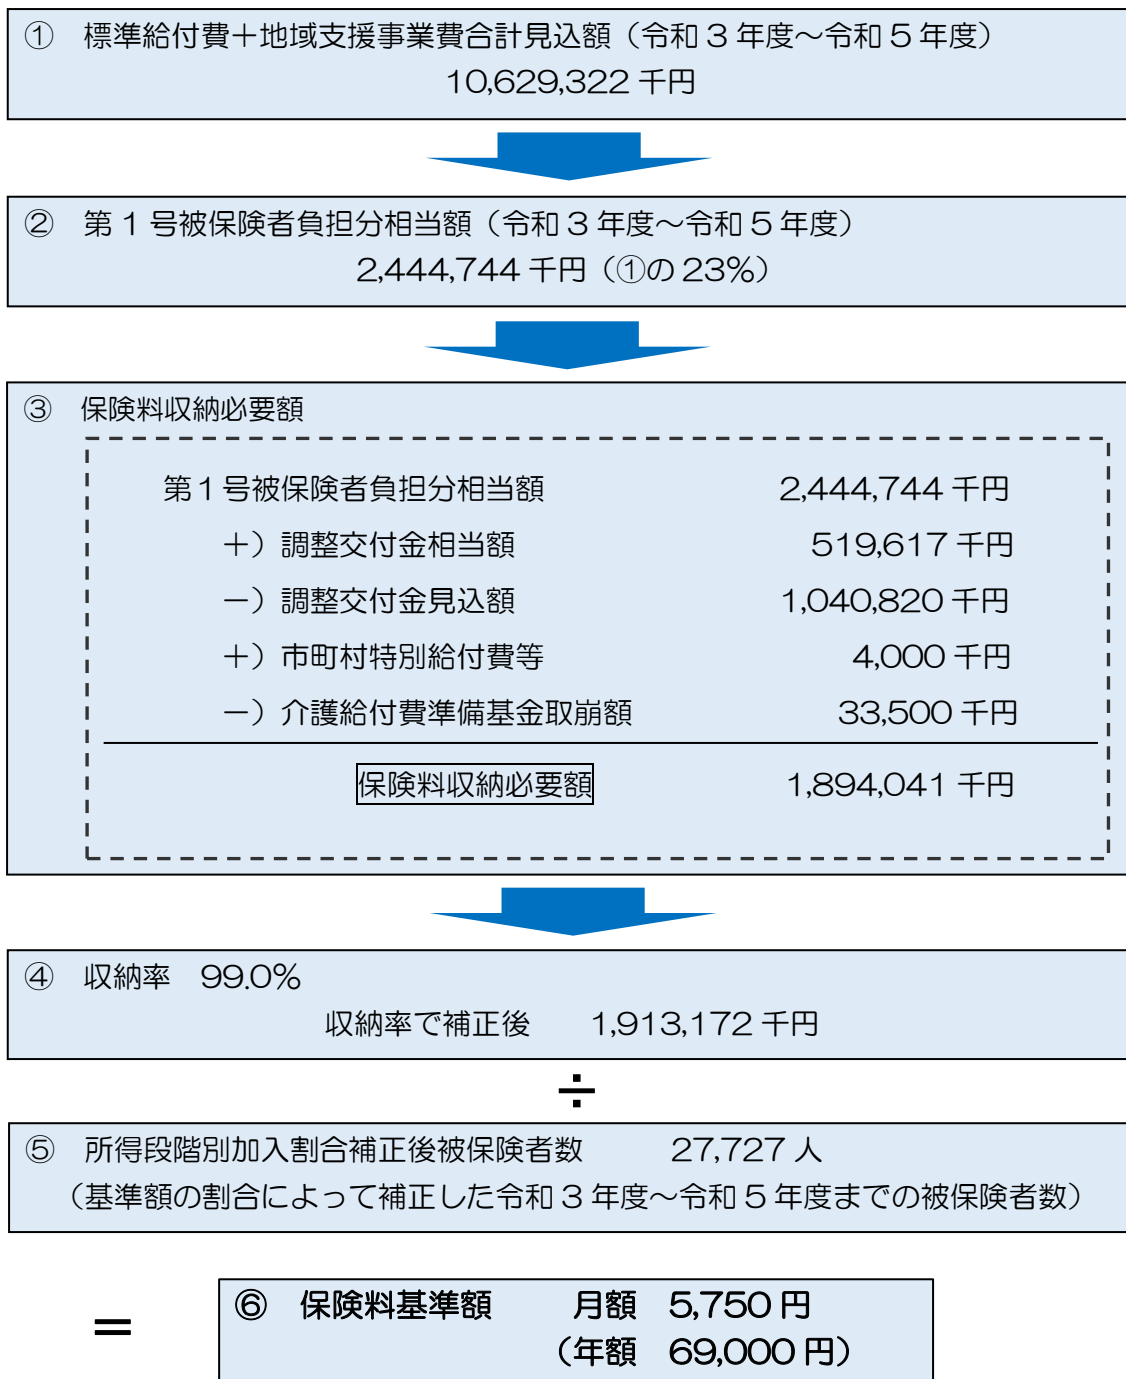 ① 標準給付費＋地域支援事業費合計見込額（令和３年度～令和５年度）
10,629,322 千円
② 第１号被保険者負担分相当額（令和３年度～令和５年度）
2,444,744 千円（①の 23%）
③ 保険料収納必要額
第１号被保険者負担分相当額 2,444,744 千円
＋）調整交付金相当額 519,617 千円
－）調整交付金見込額 1,040,820 千円
＋）市町村特別給付費等 4,000 千円
－）介護給付費準備基金取崩額 33,500 千円
保険料収納必要額 1,894,041 千円
④ 収納率 99.0%
収納率で補正後 1,913,172 千円
÷
⑤ 所得段階別加入割合補正後被保険者数 27,727 人
（基準額の割合によって補正した令和３年度～令和５年度までの被保険者数）
＝
⑥ 保険料基準額 月額 5,750 円
（年額 69,000 円）